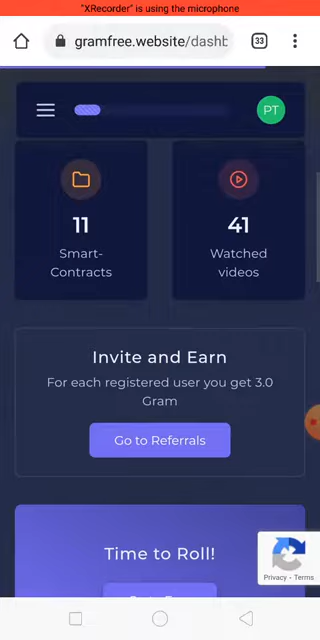 "XRecorder" is using the microphone
gramfree.website/dashb
33
PT
11
41
Smart-
Contracts
Watched
videos
Invite and Earn
For each registered user you get 3.0
Gram
Go to Referrals
Time to Roll!
Privacy - Terms